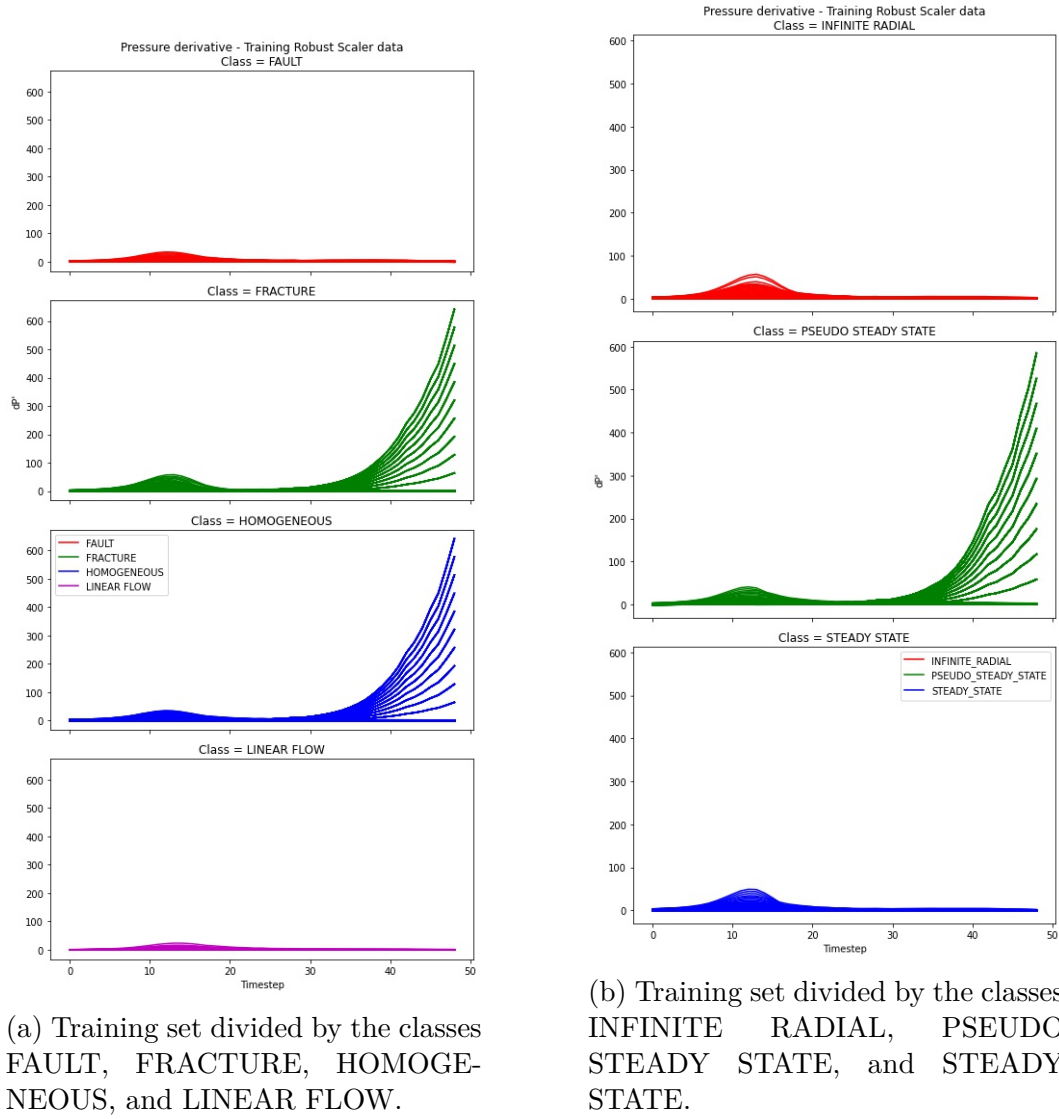 Pressure derivative - Training Robust Scaler data
Class = FAULT
600
500
400
300
200
100
0
Class = FRACTURE
600
500
400
300
200
100
0
dP'
Class = HOMOGENEOUS
600
500
400
300
200
100
0
FAULT
FRACTURE
HOMOGENEOUS
LINEAR FLOW
Class = LINEAR FLOW
600
500
400
300
200
100
0
0 10 20 30 40 50
Timestep
(a) Training set divided by the classes
FAULT, FRACTURE, HOMOGE-
NEOUS, and LINEAR FLOW.
Pressure derivative - Training Robust Scaler data
Class = INFINITE RADIAL
600
500
400
300
200
100
0
Class = PSEUDO STEADY STATE
600
500
400
300
200
100
0
dP'
Class = STEADY STATE
600
500
400
300
200
100
0
INFINITE_RADIAL
PSEUDO_STEADY_STATE
STEADY_STATE
0 10 20 30 40 50
Timestep
(b) Training set divided by the classes
INFINITE RADIAL, PSEUDO
STEADY STATE, and STEADY
STATE.